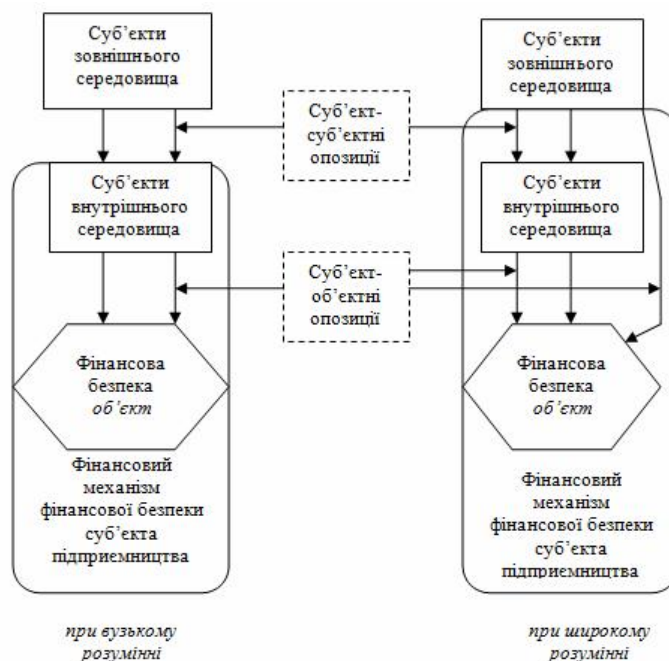 Суб’єкти
зовнішнього
середовища
Суб’єкти
зовнішнього
середовища
Суб’єкт-
суб’єктні
опозиції
Суб’єкти
внутрішнього
середовища
Суб’єкти
внутрішнього
середовища
Суб’єкт-
об’єктні
опозиції
Фінансова
безпека
об’єкт
Фінансова
безпека
об’єкт
Фінансовий
механізм
фінансової безпеки
суб’єкта
підприємництва
Фінансовий
механізм
фінансової безпеки
суб’єкта
підприємництва
при вузькому
розумінні
при широкому
розумінні